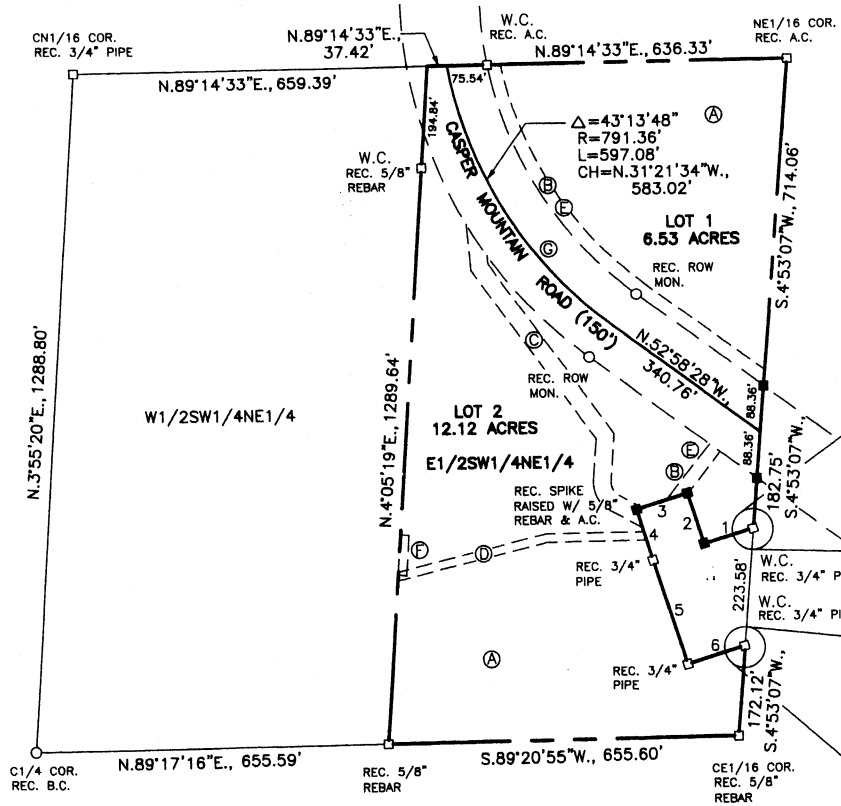 CN1/16 COR.
REC. 3/4" PIPE
N.89°14'33"E.,
37.42'
W.C.
REC. A.C.
N.89°14'33"E., 636.33'
NE1/16 COR.
REC. A.C.
N.89°14'33"E., 659.39'
75.54'
194.84'
W.C.
REC. 5/8"
REBAR
CASPER MOUNTAIN ROAD (150')
△=43°13'48"
R=791.36'
L=597.08'
CH=N.31°21'34"W.,
583.02'
A
B
E
LOT 1
6.53 ACRES
G
REC. ROW
MON.
S.4°53'07"W., 714.06'
C
N.52°58'28"W.,
340.76'
REC. ROW
MON.
88.36'
88.36'
N.3°55'20"E., 1288.80'
W1/2SW1/4NE1/4
N.4°05'19"E., 1289.64'
LOT 2
12.12 ACRES
E1/2SW1/4NE1/4
E
B
182.75'
S.4°53'07"W.,
REC. SPIKE
RAISED W/ 5/8"
REBAR & A.C.
3
2
1
4
F
D
REC. 3/4"
PIPE
5
223.58'
W.C.
REC. 3/4" PI
W.C.
REC. 3/4" PI
6
A
REC. 3/4"
PIPE
172.12'
S.4°53'07"W.,
C1/4 COR.
REC. B.C.
N.89°17'16"E., 655.59'
REC. 5/8"
REBAR
S.89°20'55"W., 655.60'
CE1/16 COR.
REC. 5/8"
REBAR